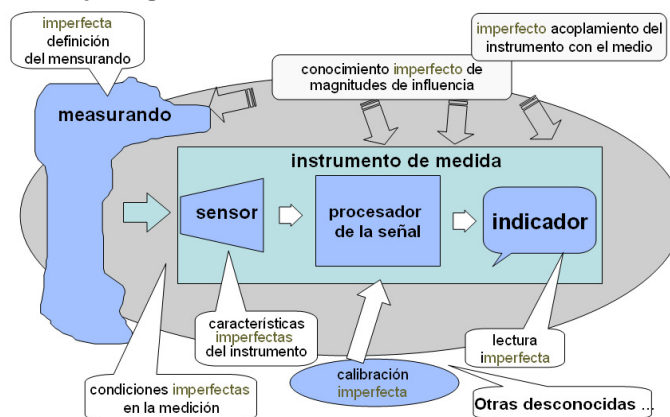 imperfecta
definición
del mensurando
imperfecto acoplamiento del
instrumento con el medio
conocimiento imperfecto de
magnitudes de influencia
measurando
instrumento de medida
sensor
procesador
de la señal
indicador
características
imperfectas
del instrumento
lectura
imperfecta
condiciones imperfectas
en la medición
calibración
imperfecta
Otras desconocidas ...